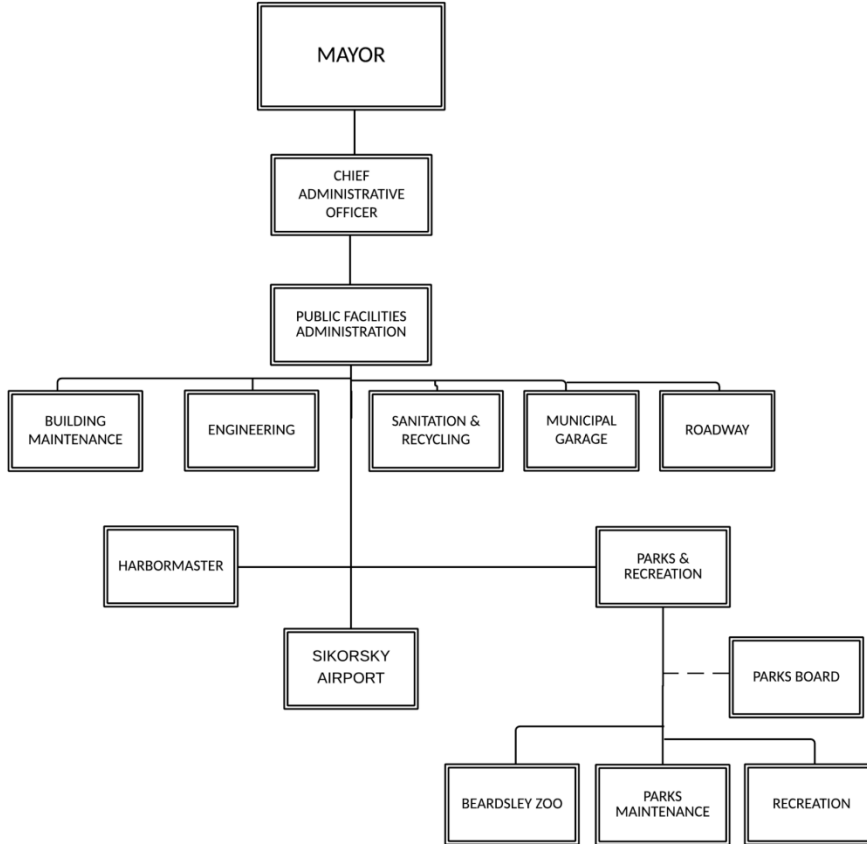 MAYOR
CHIEF
ADMINISTRATIVE
OFFICER
PUBLIC FACILITIES
ADMINISTRATION
BUILDING
MAINTENANCE
ENGINEERING
SANITATION &
RECYCLING
MUNICIPAL
GARAGE
ROADWAY
HARBORMASTER
PARKS &
RECREATION
SIKORSKY
AIRPORT
PARKS BOARD
BEARDSLEY ZOO
PARKS
MAINTENANCE
RECREATION